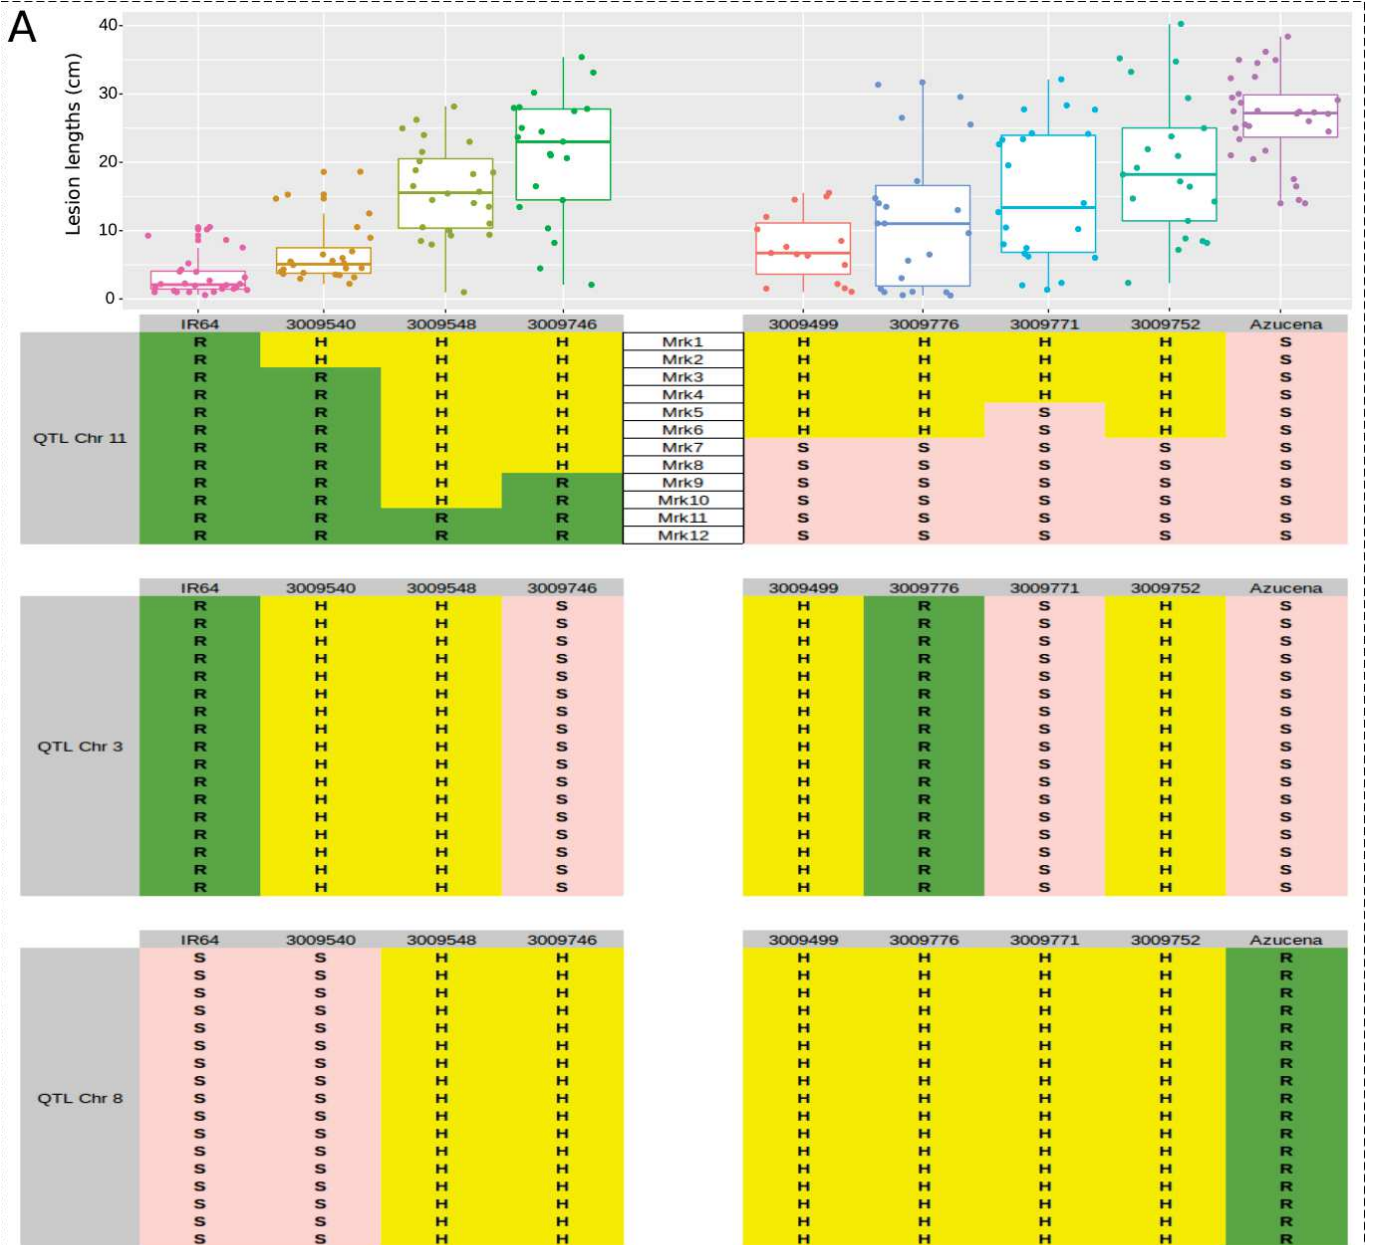 A
Lesion lengths (cm)
40
30
20
10
0
IR64 3009540 3009548 3009746 3009499 3009776 3009771 3009752 Azucena
R H H H Mrk1 H H H H S
R H H H Mrk2 H H H H S
R R H H Mrk3 H H H H S
R R H H Mrk4 H H H H S
R R H H Mrk5 H H S H S
R R H H Mrk6 H H S H S
QTL Chr 11
R R H H Mrk7 S S S S S
R R H H Mrk8 S S S S S
R R H R Mrk9 S S S S S
R R H R Mrk10 S S S S S
R R R R Mrk11 S S S S S
R R R R Mrk12 S S S S S
IR64 3009540 3009548 3009746 3009499 3009776 3009771 3009752 Azucena
R H H S H R S H S
R H H S H R S H S
R H H S H R S H S
R H H S H R S H S
R H H S H R S H S
R H H S H R S H S
R H H S H R S H S
R H H S H R S H S
QTL Chr 3 R H H S H R S H S
R H H S H R S H S
R H H S H R S H S
R H H S H R S H S
R H H S H R S H S
R H H S H R S H S
R H H S H R S H S
R H H S H R S H S
R H H S H R S H S
IR64 3009540 3009548 3009746 3009499 3009776 3009771 3009752 Azucena
S S H H H H H H R
S S H H H H H H R
S S H H H H H H R
S S H H H H H H R
S S H H H H H H R
S S H H H H H H R
S S H H H H H H R
S S H H H H H H R
QTL Chr 8 S S H H H H H H R
S S H H H H H H R
S S H H H H H H R
S S H H H H H H R
S S H H H H H H R
S S H H H H H H R
S S H H H H H H R
S S H H H H H H R
S S H H H H H H R